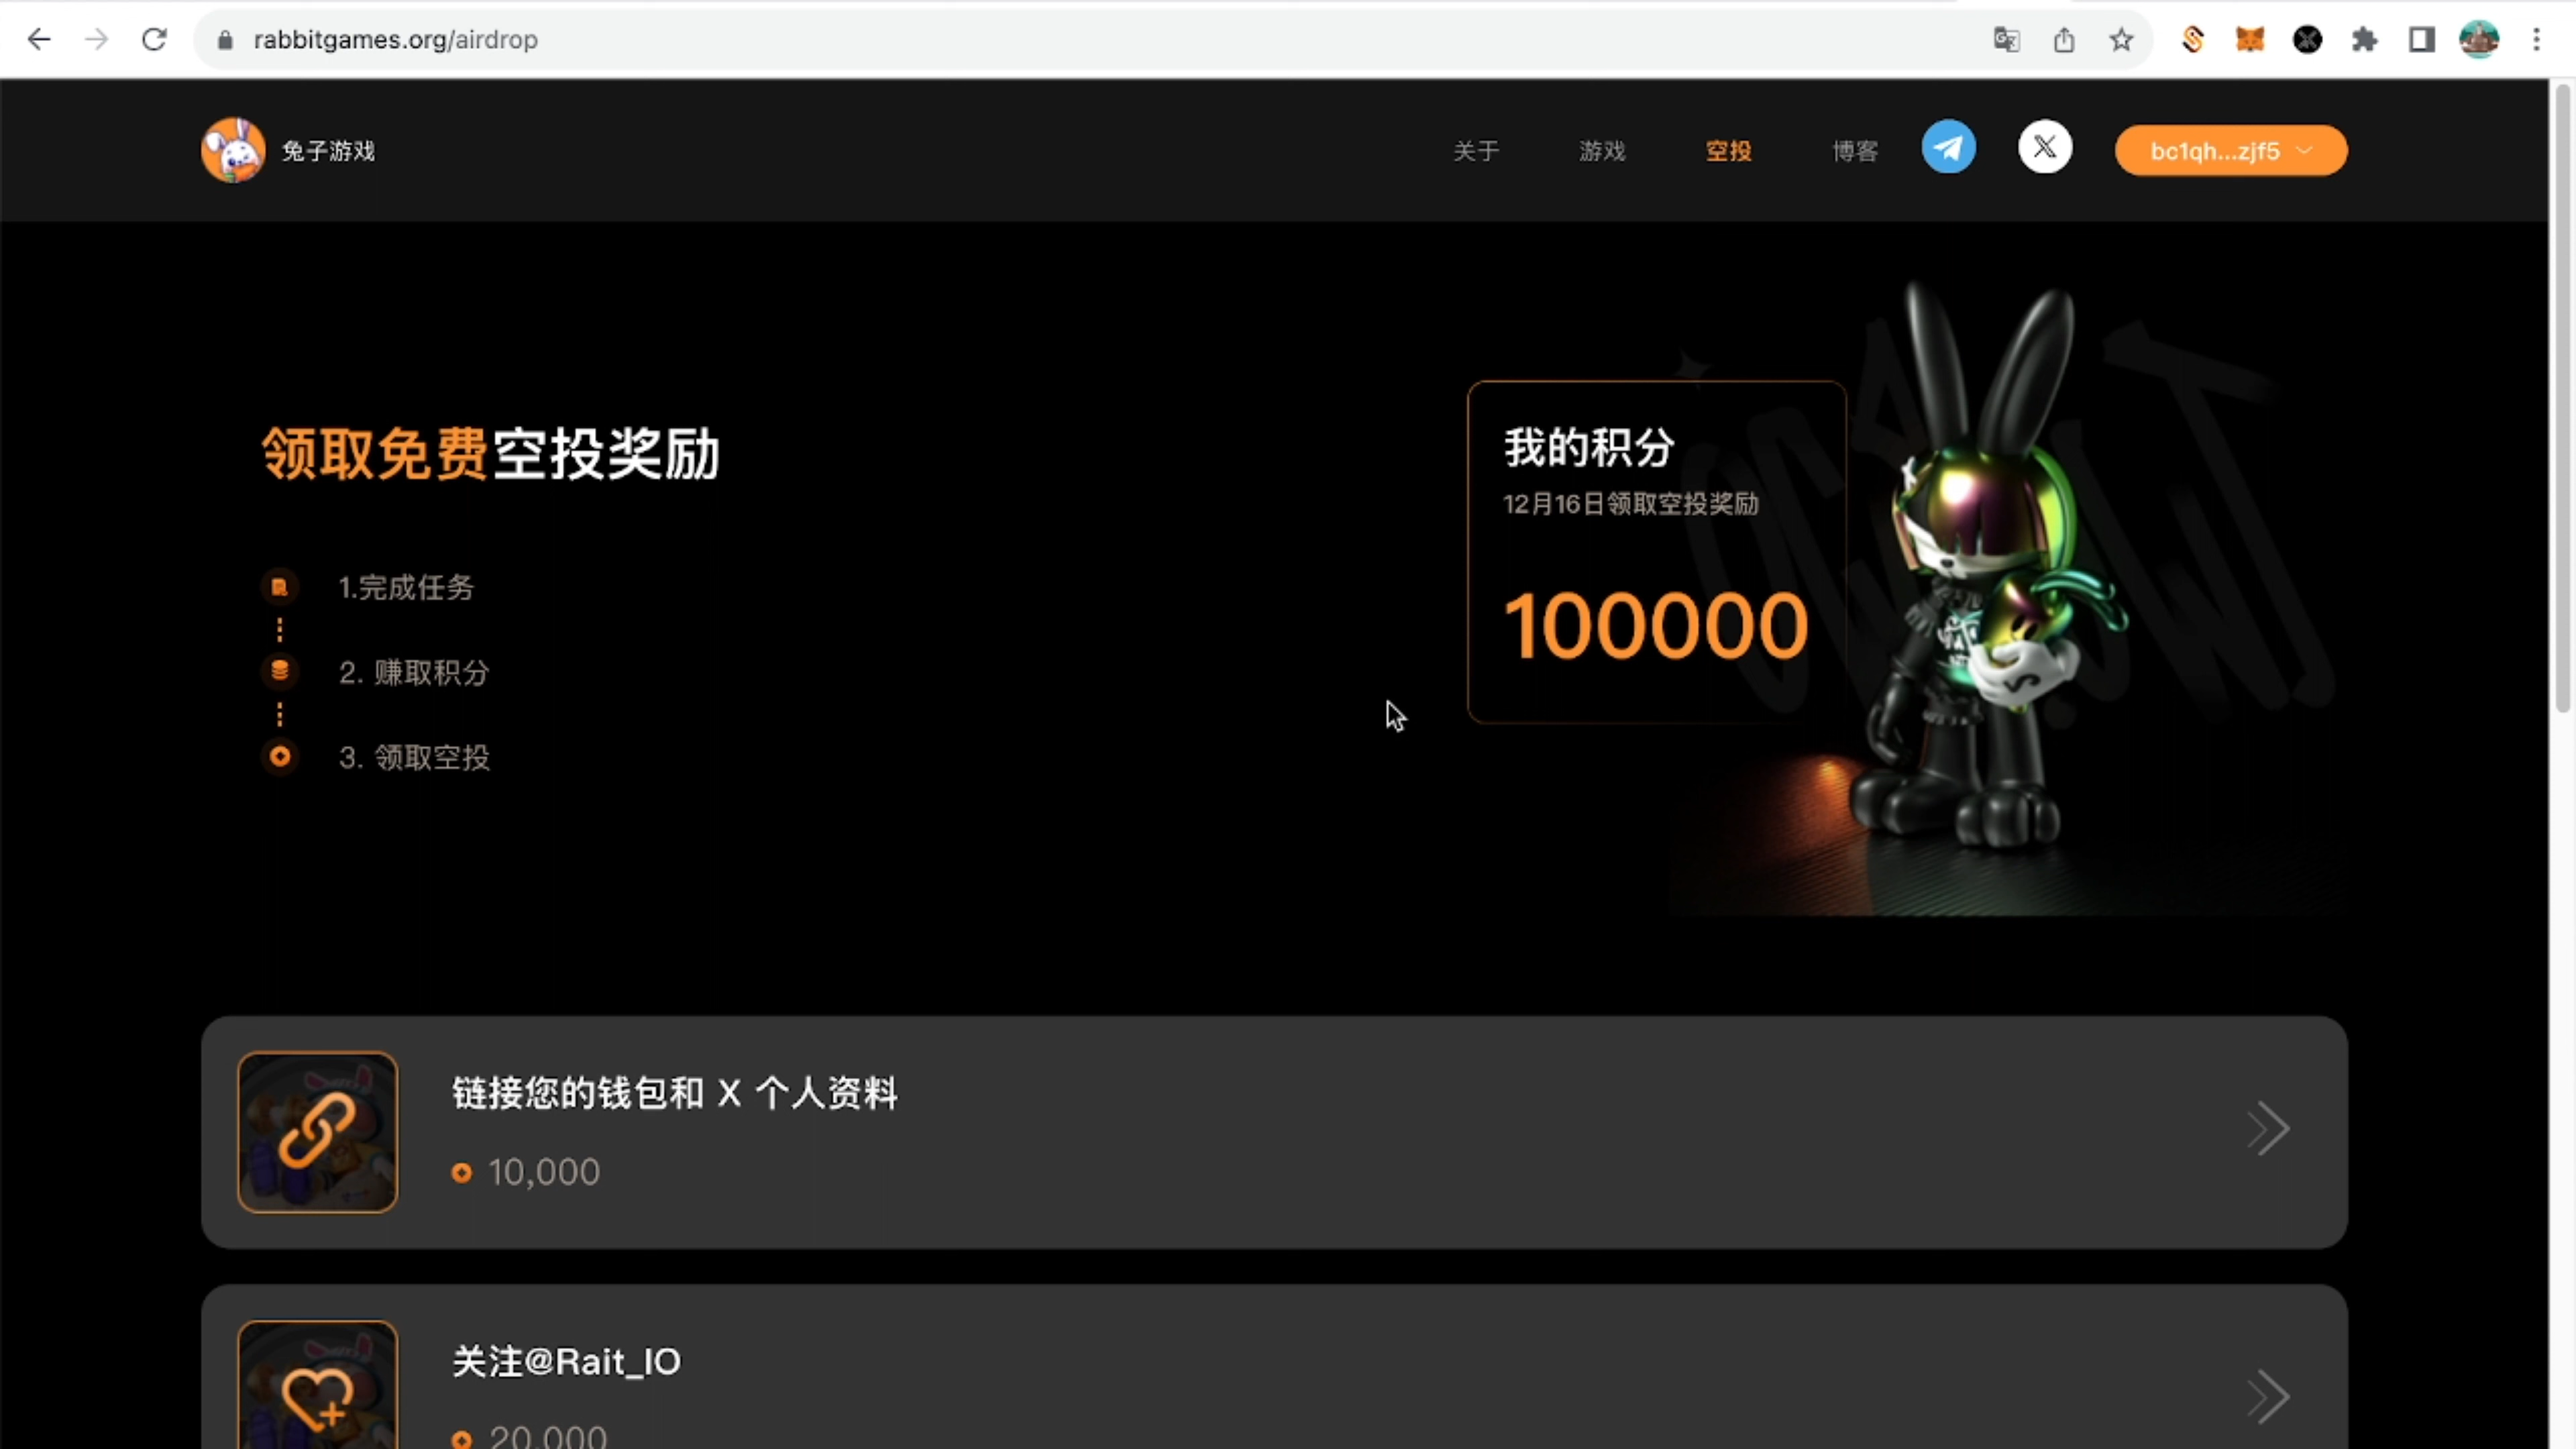 rabbitgames.org/airdrop
兔子游戏
关于
游戏
空投
博客
bc1qh...zjf5
领取免费空投奖励
1.完成任务
2. 赚取积分
3. 领取空投
我的积分
12月16日领取空投奖励
100000
链接您的钱包和 X 个人资料
10,000
关注@Rait_IO
20,000